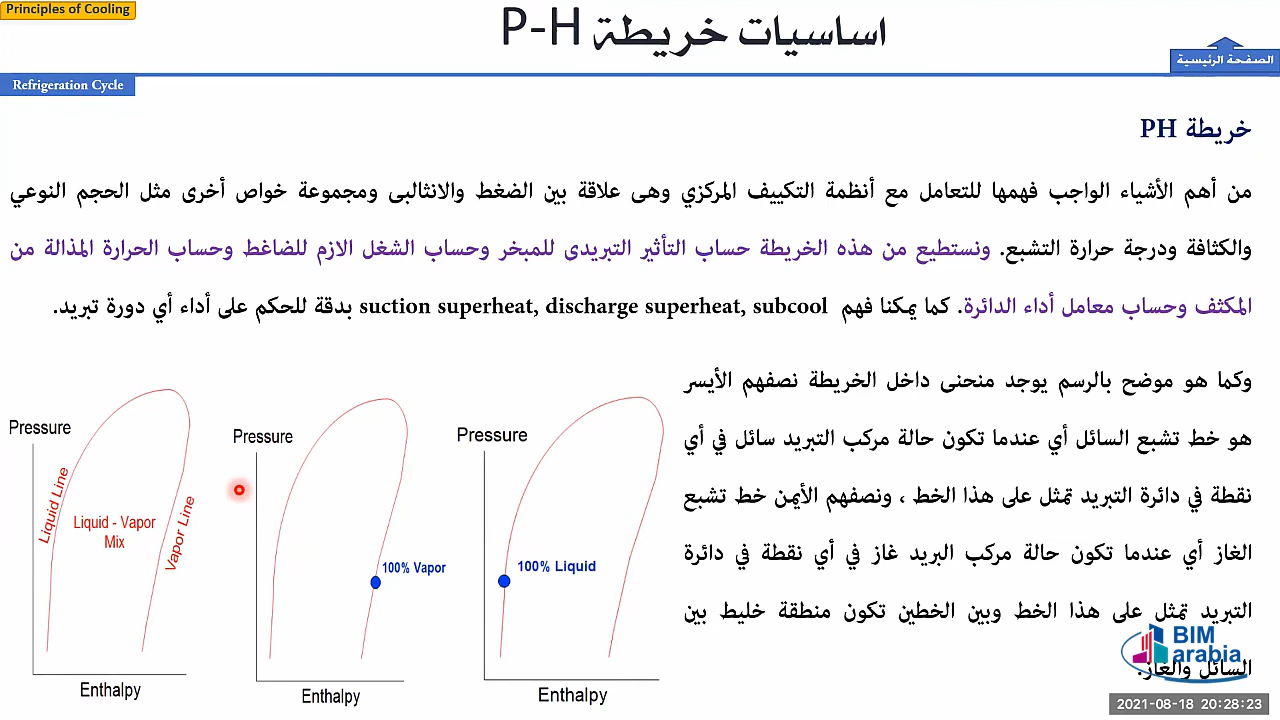 Principles of Cooling
اساسيات خريطة P-H
الصفحة الرئيسية
Refrigeration Cycle
خريطة PH
من أهم الأشياء الواجب فهمها للتعامل مع أنظمة التكييف المركزي وهى علاقة بين الضغط والانثالبى ومجموعة خواص أخرى مثل الحجم النوعي
والكثافة ودرجة حرارة التشبع. ونستطيع من هذه الخريطة حساب التأثير التبريدى للمبخر وحساب الشغل الازم للضاغط وحساب الحرارة المذالة من
المكثف وحساب معامل أداء الدائرة. كما يمكنا فهم suction superheat, discharge superheat, subcool بدقة للحكم على أداء أي دورة تبريد.
وكما هو موضح بالرسم يوجد منحنى داخل الخريطة نصفهم الأيسر
هو خط تشبع السائل أي عندما تكون حالة مركب التبريد سائل في أي
نقطة في دائرة التبريد تمثل على هذا الخط ، ونصفهم الأيمن خط تشبع
الغاز أي عندما تكون حالة مركب البريد غاز في أي نقطة في دائرة
التبريد تمثل على هذا الخط وبين الخطين تكون منطقة خليط بين
السائل والغاز.
Pressure
Liquid Line
Liquid - Vapor
Mix
Vapor Line
Enthalpy
Pressure
100% Vapor
Enthalpy
Pressure
100% Liquid
Enthalpy
BIM
arabia
2021-08-18 20:28:23